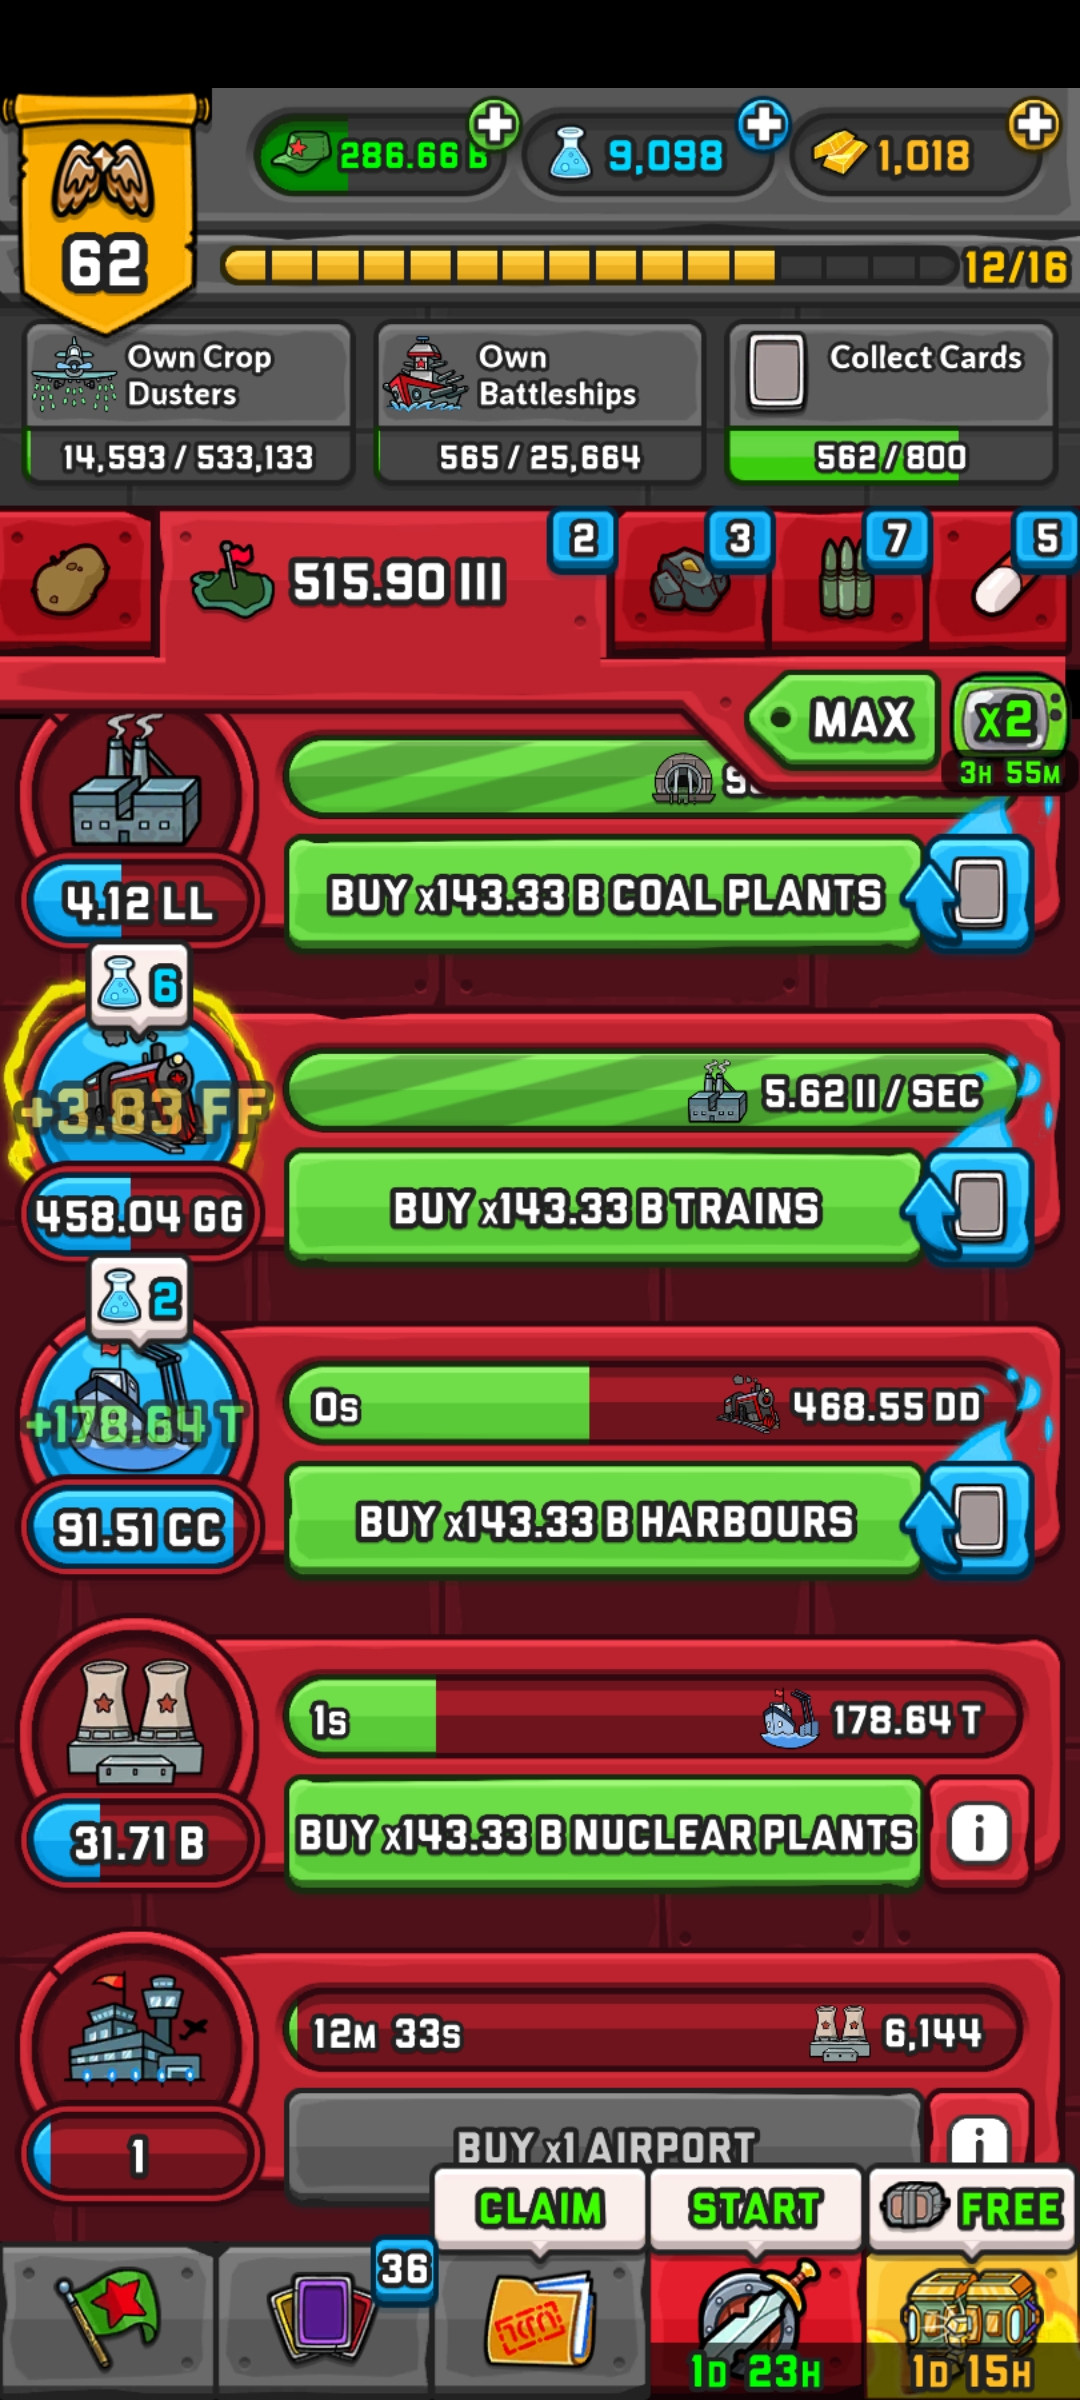 286.66 B
9,098
1,018
62
12/16
Own Crop Dusters
14,593 / 533,133
Own Battleships
565 / 25,664
Collect Cards
562 / 800
515.90 III
2
3
7
5
MAX
x2
3H 55M
4.12 LL
BUY x143.33 B COAL PLANTS
6
+3.83 FF
458.04 GG
5.62 II / SEC
BUY x143.33 B TRAINS
2
+178.64 T
91.51 CC
0s
468.55 DD
BUY x143.33 B HARBOURS
31.71 B
1s
178.64 T
BUY x143.33 B NUCLEAR PLANTS
i
1
12M 33S
6,144
BUY x1 AIRPORT
i
CLAIM
START
FREE
36
1D 23H
1D 15H